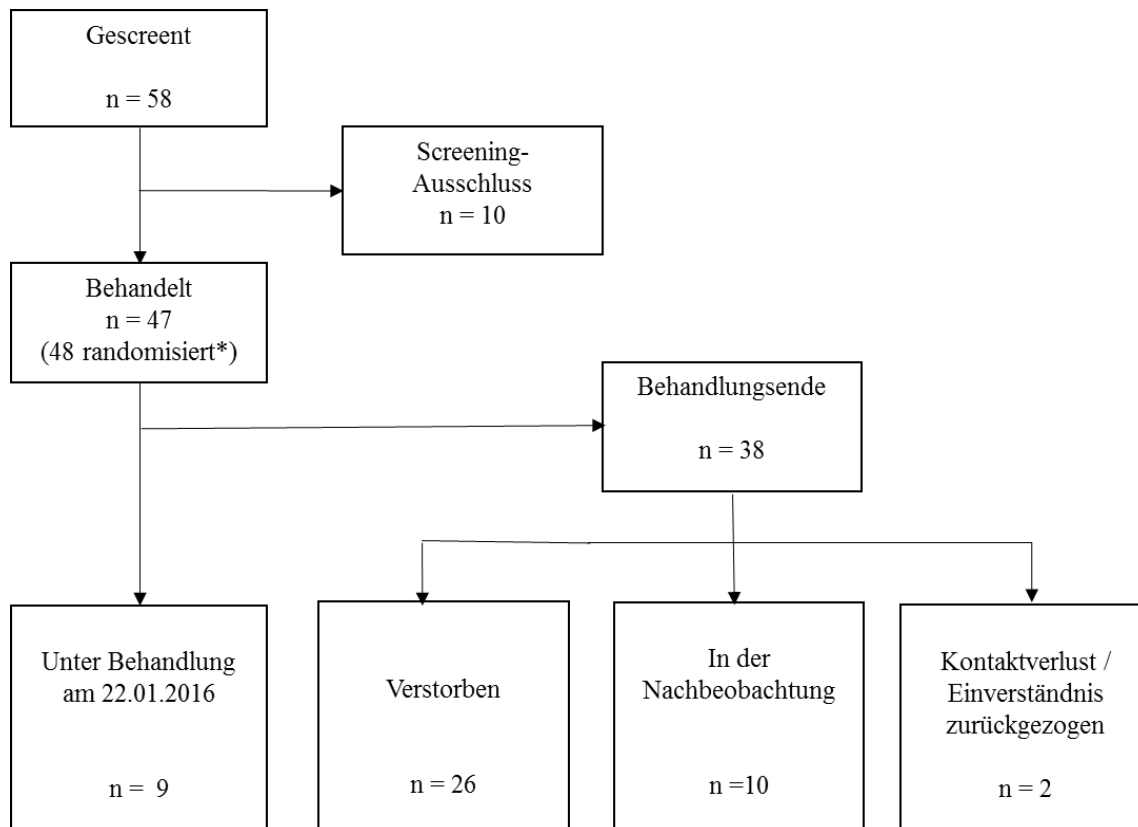 Gescreent
n = 58
Screening-
Ausschluss
n = 10
Behandelt
n = 47
(48 randomisiert*)
Behandlungsende
n = 38
Unter Behandlung
am 22.01.2016
n =  9
Verstorben
n = 26
In der
Nachbeobachtung
n =10
Kontaktverlust /
Einverständnis
zurückgezogen
n = 2